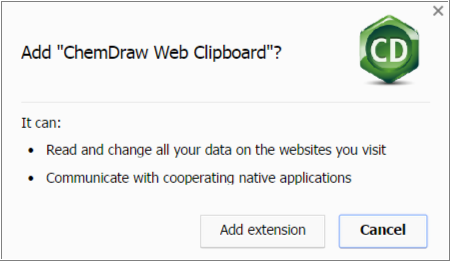 Add "ChemDraw Web Clipboard"?
CD
It can:
• Read and change all your data on the websites you visit
• Communicate with cooperating native applications
Add extension
Cancel